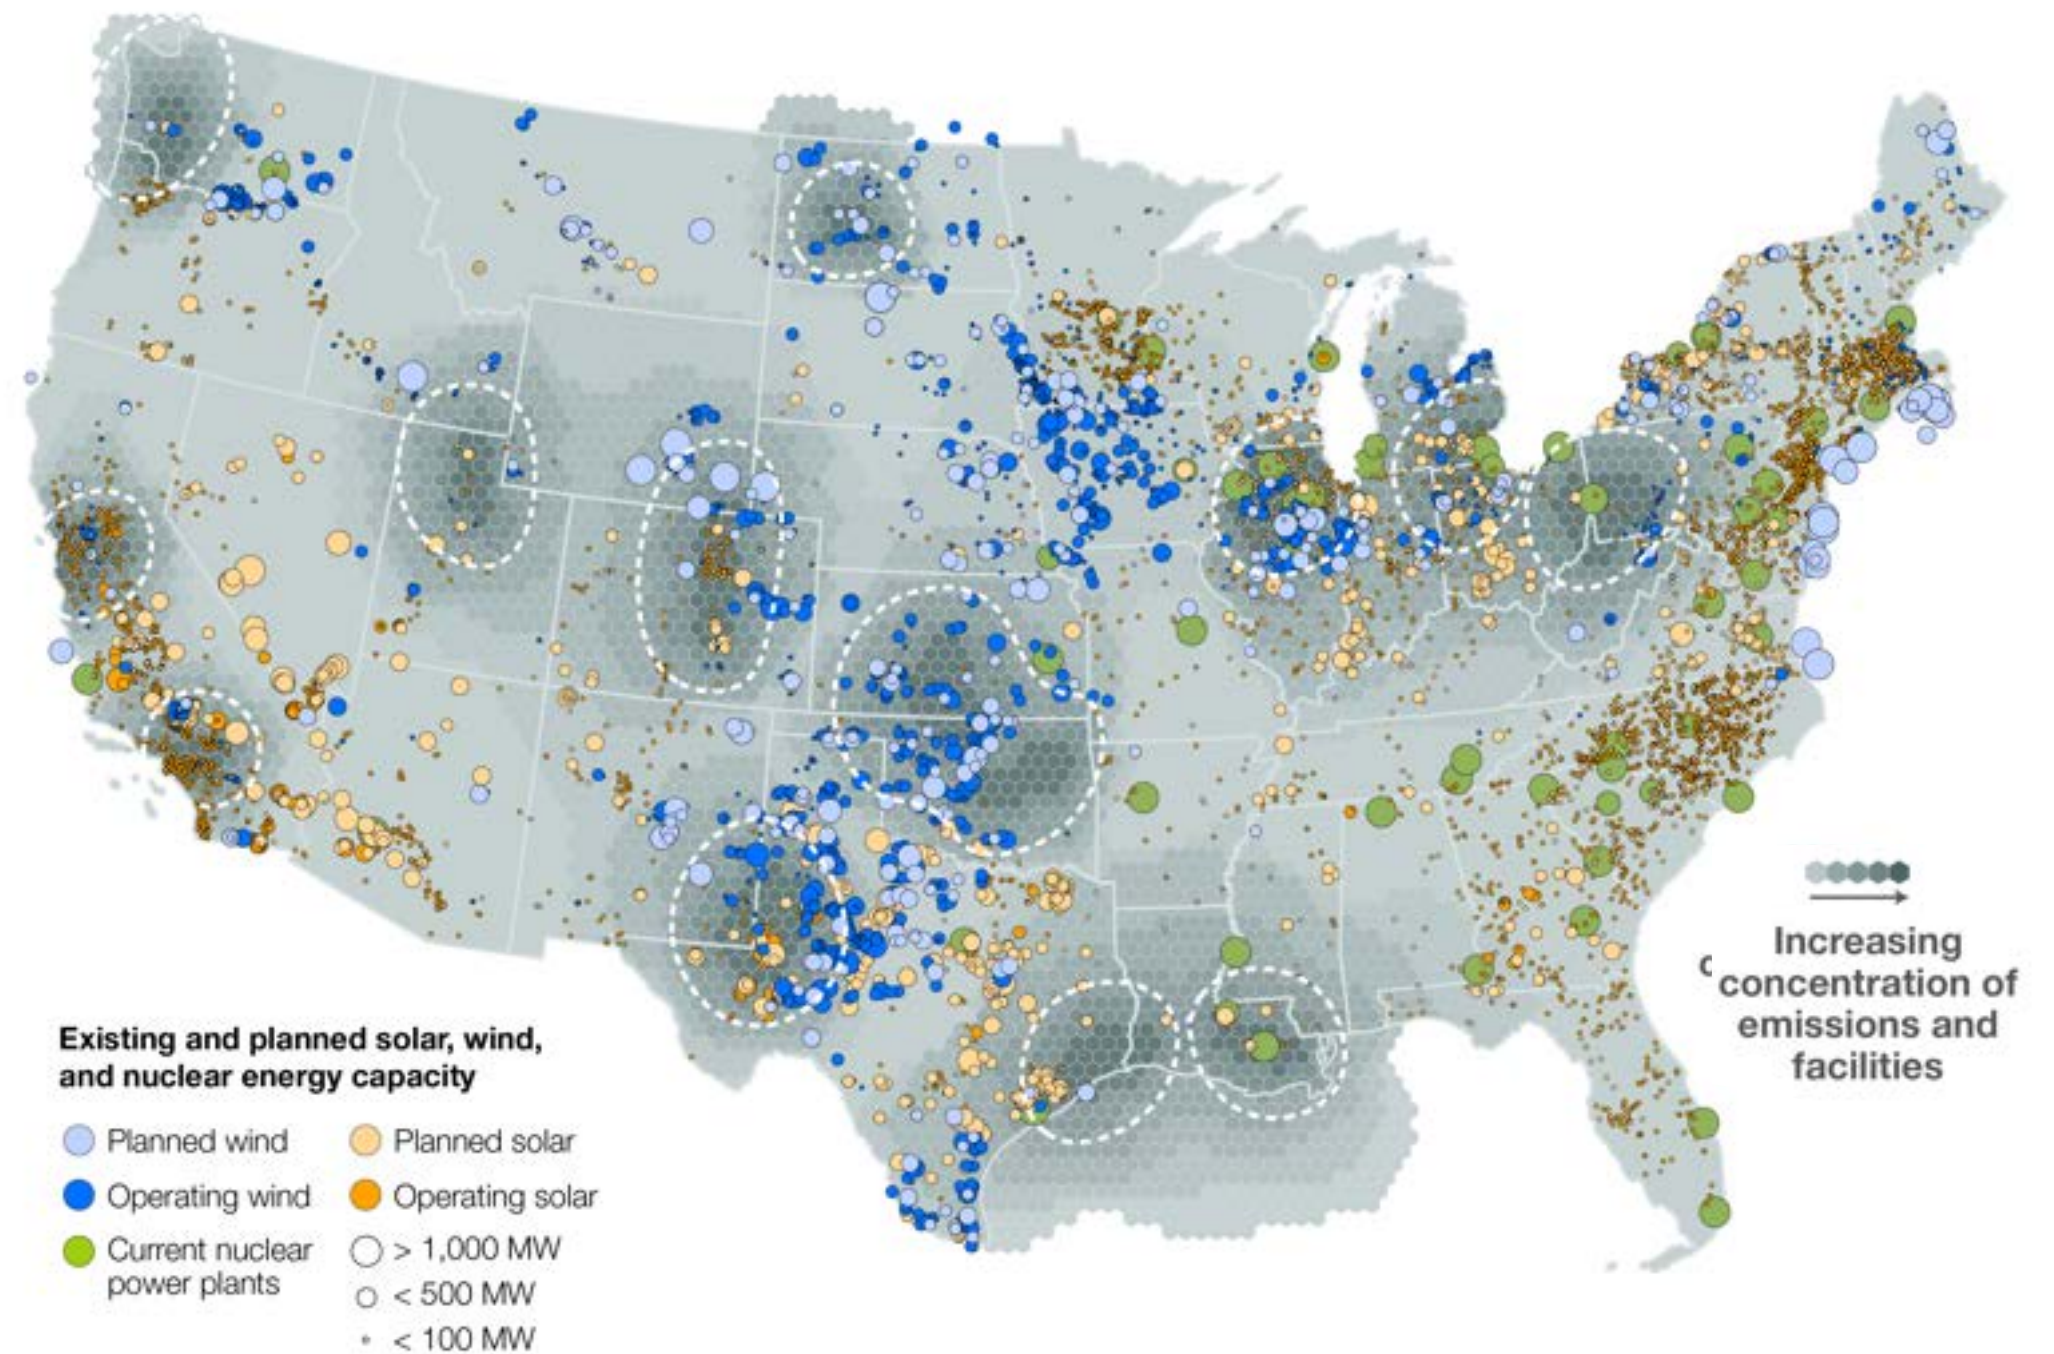 Existing and planned solar, wind,
and nuclear energy capacity
Planned wind
Operating wind
Current nuclear
power plants
Planned solar
Operating solar
> 1,000 MW
< 500 MW
< 100 MW
Increasing
concentration of
emissions and
facilities